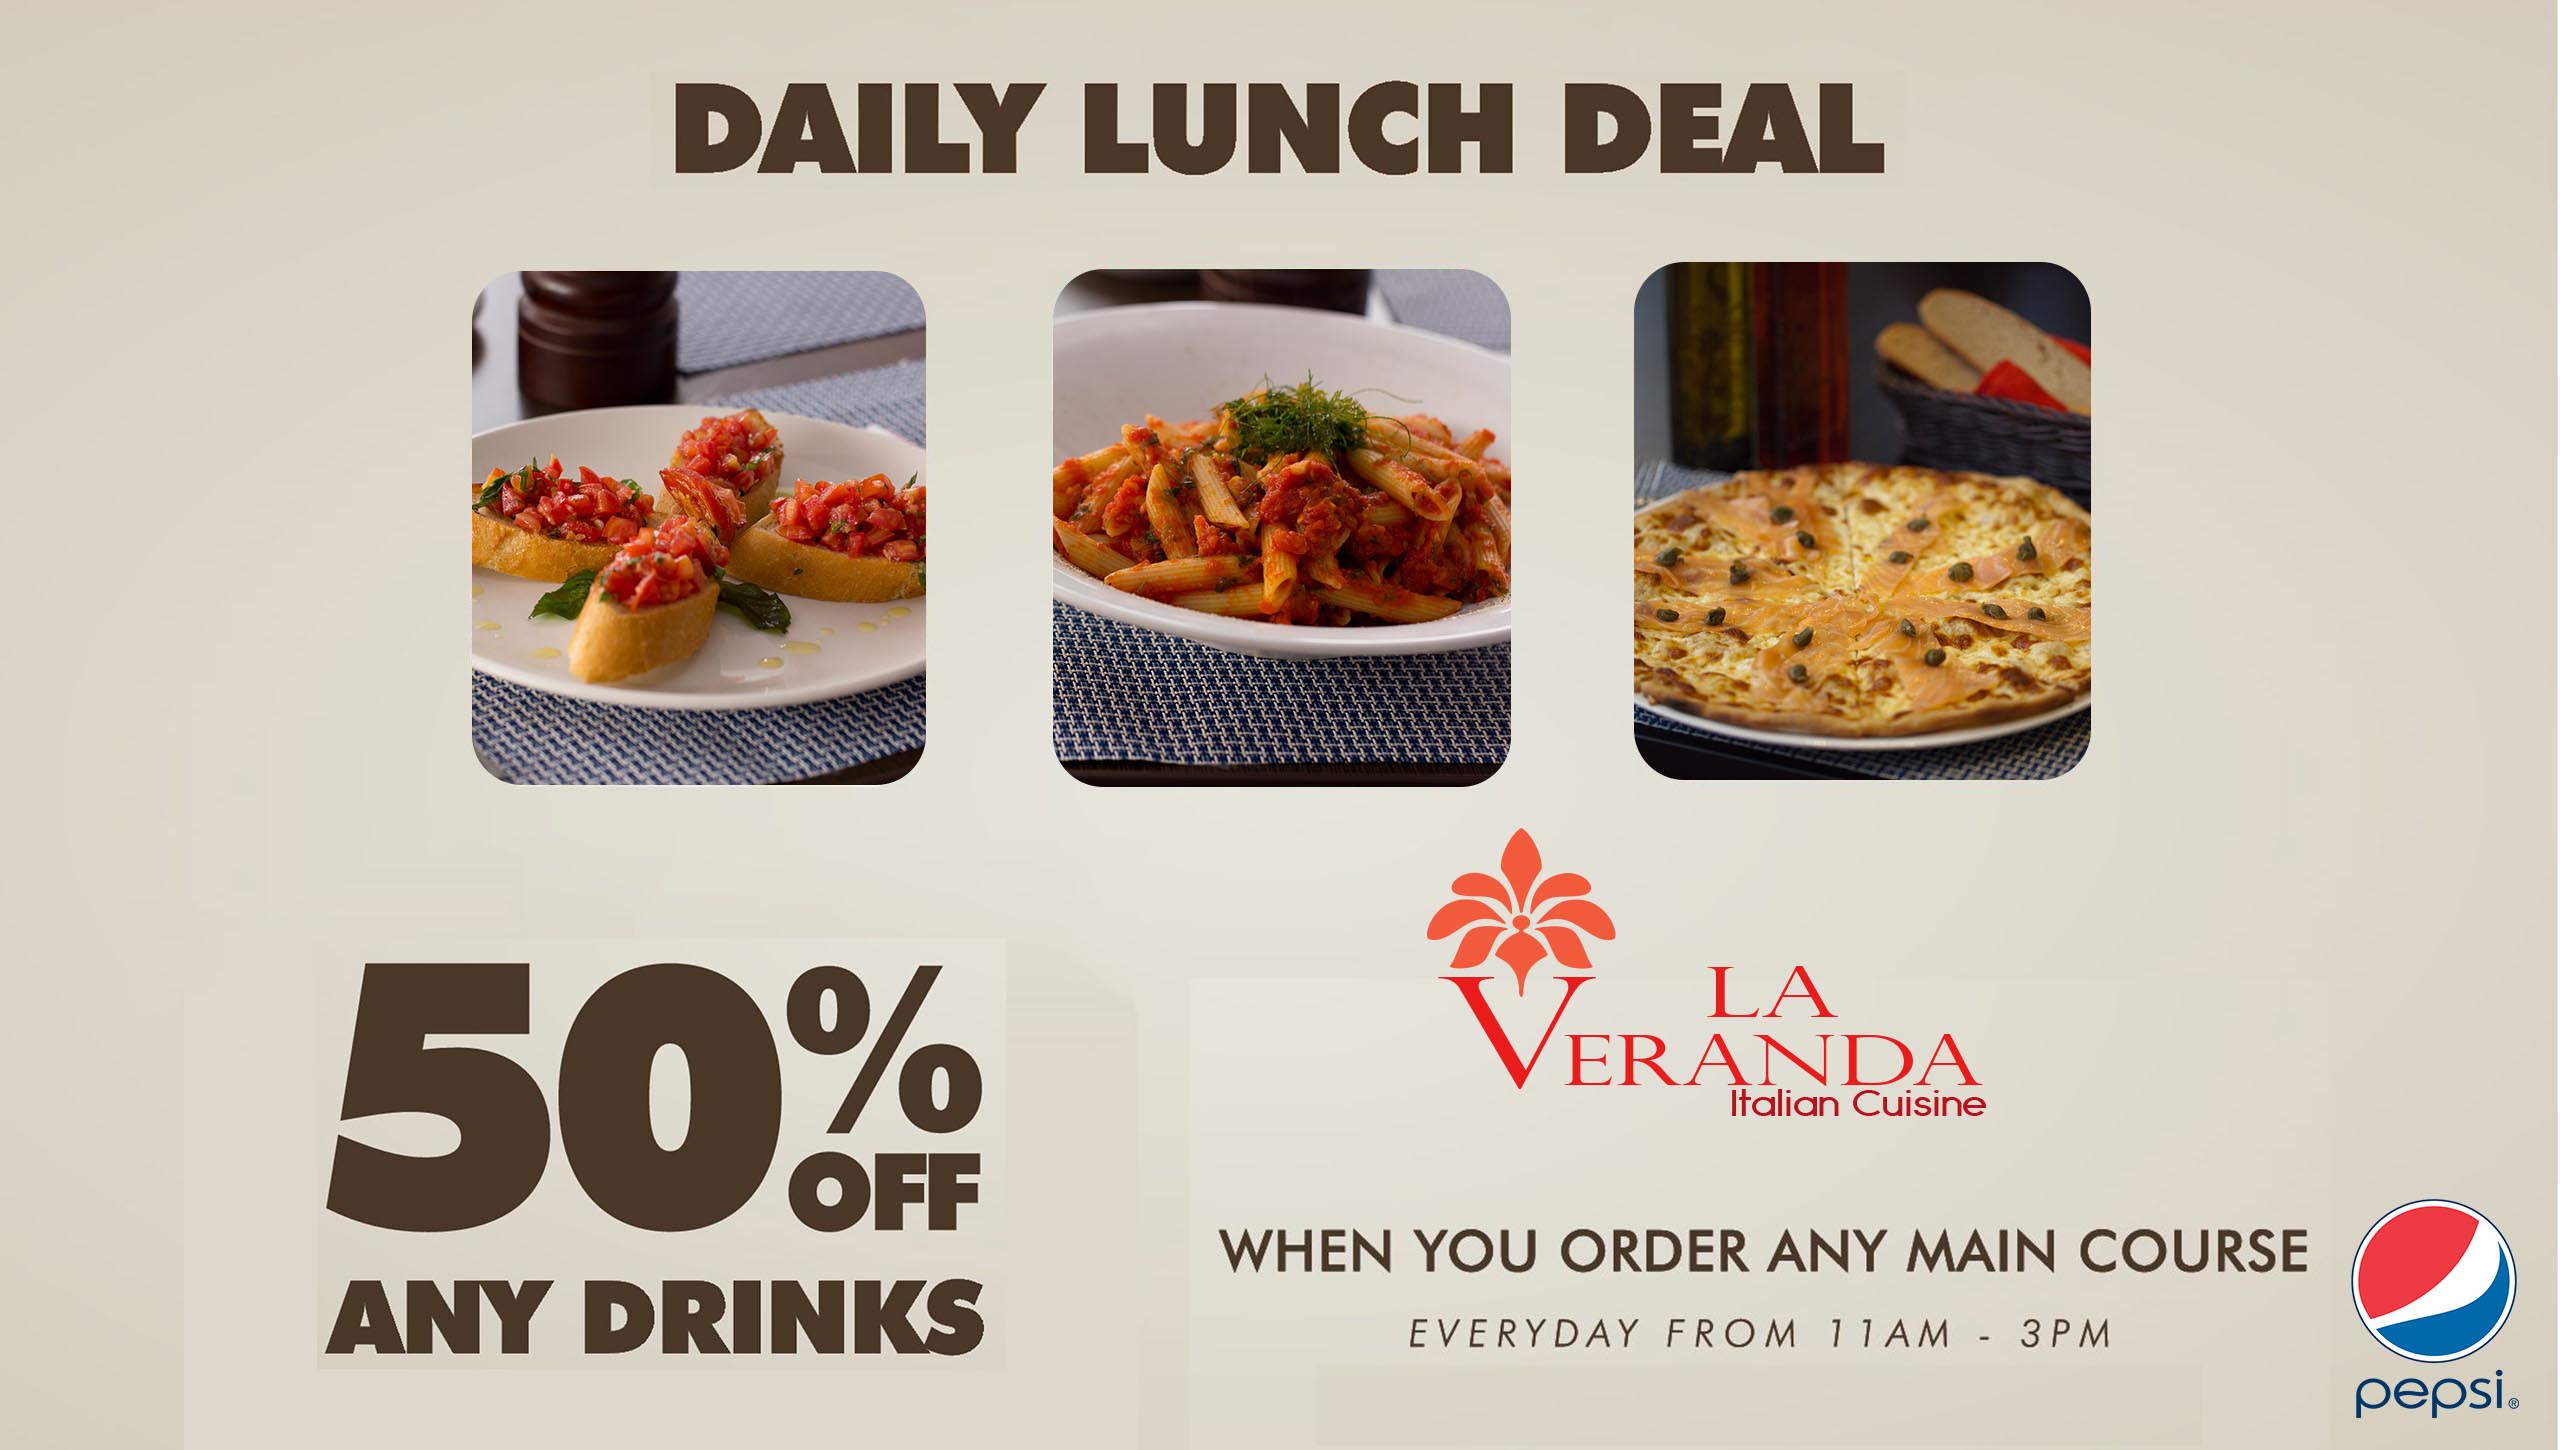 DAILY LUNCH DEAL
50%
OFF
ANY DRINKS
LA
VERANDA
Italian Cuisine
WHEN YOU ORDER ANY MAIN COURSE
EVERYDAY FROM 11AM - 3PM
pepsi®